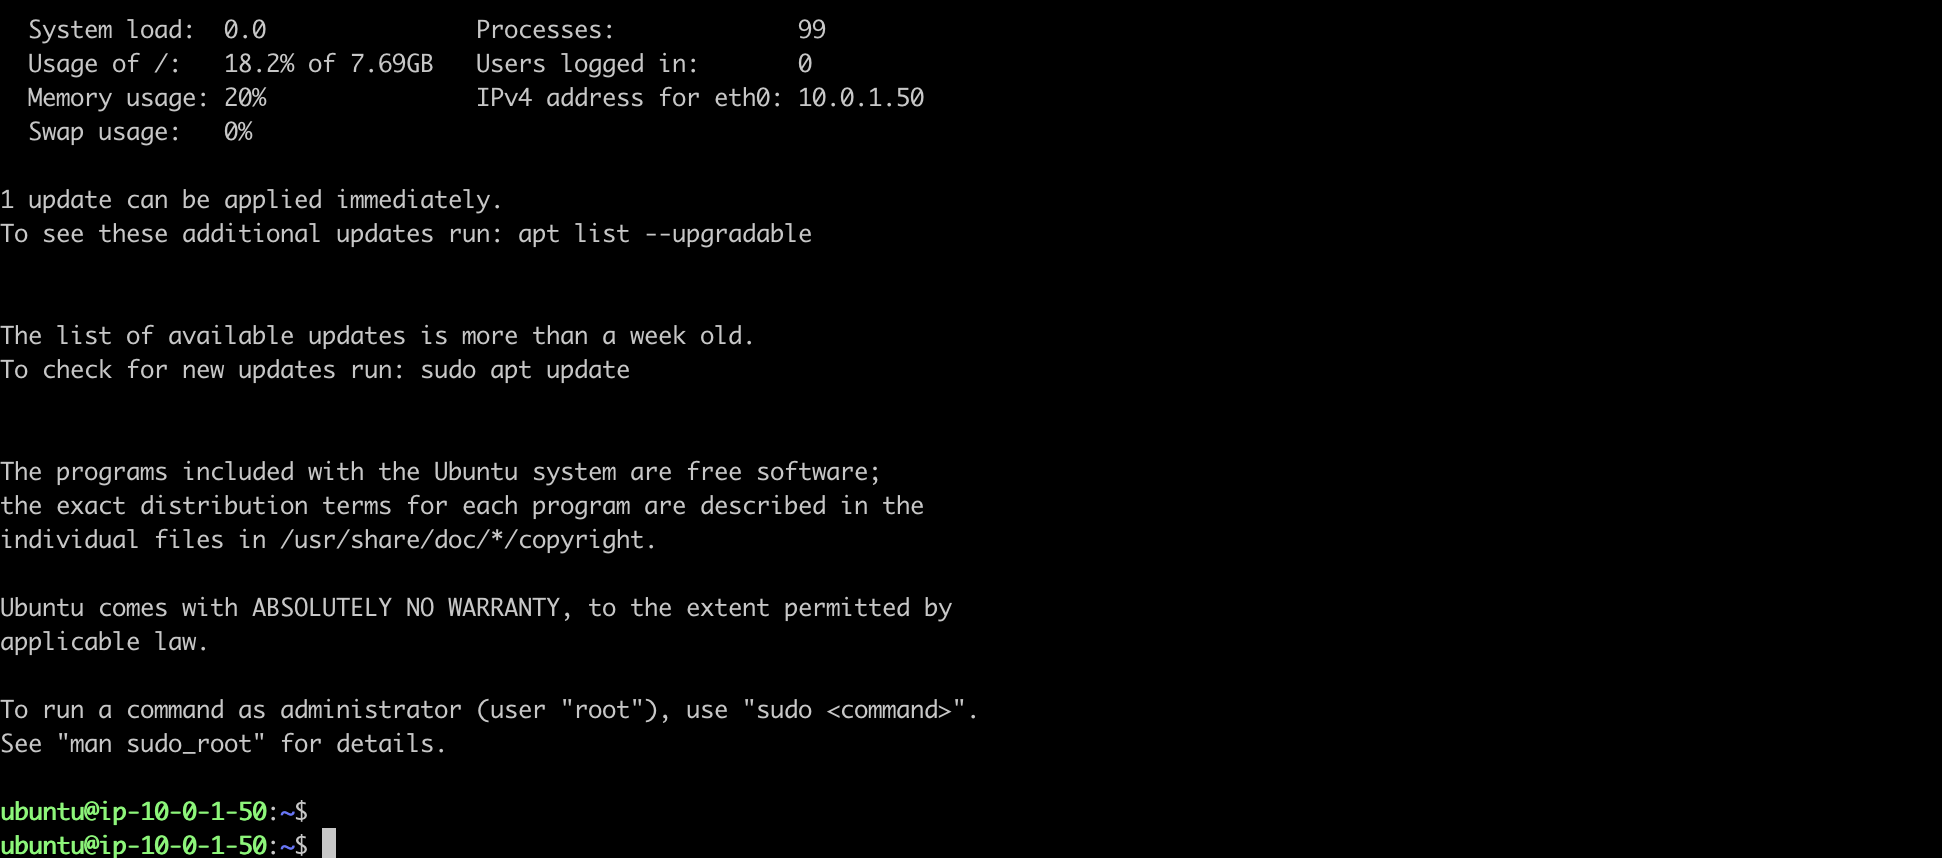 System load:  0.0               Processes:             99
Usage of /:   18.2% of 7.69GB   Users logged in:       0
Memory usage: 20%               IPv4 address for eth0: 10.0.1.50
Swap usage:   0%
1 update can be applied immediately.
To see these additional updates run: apt list --upgradable
The list of available updates is more than a week old.
To check for new updates run: sudo apt update
The programs included with the Ubuntu system are free software;
the exact distribution terms for each program are described in the
individual files in /usr/share/doc/*/copyright.
Ubuntu comes with ABSOLUTELY NO WARRANTY, to the extent permitted by
applicable law.
To run a command as administrator (user "root"), use "sudo <command>".
See "man sudo_root" for details.
ubuntu@ip-10-0-1-50:~$
ubuntu@ip-10-0-1-50:~$